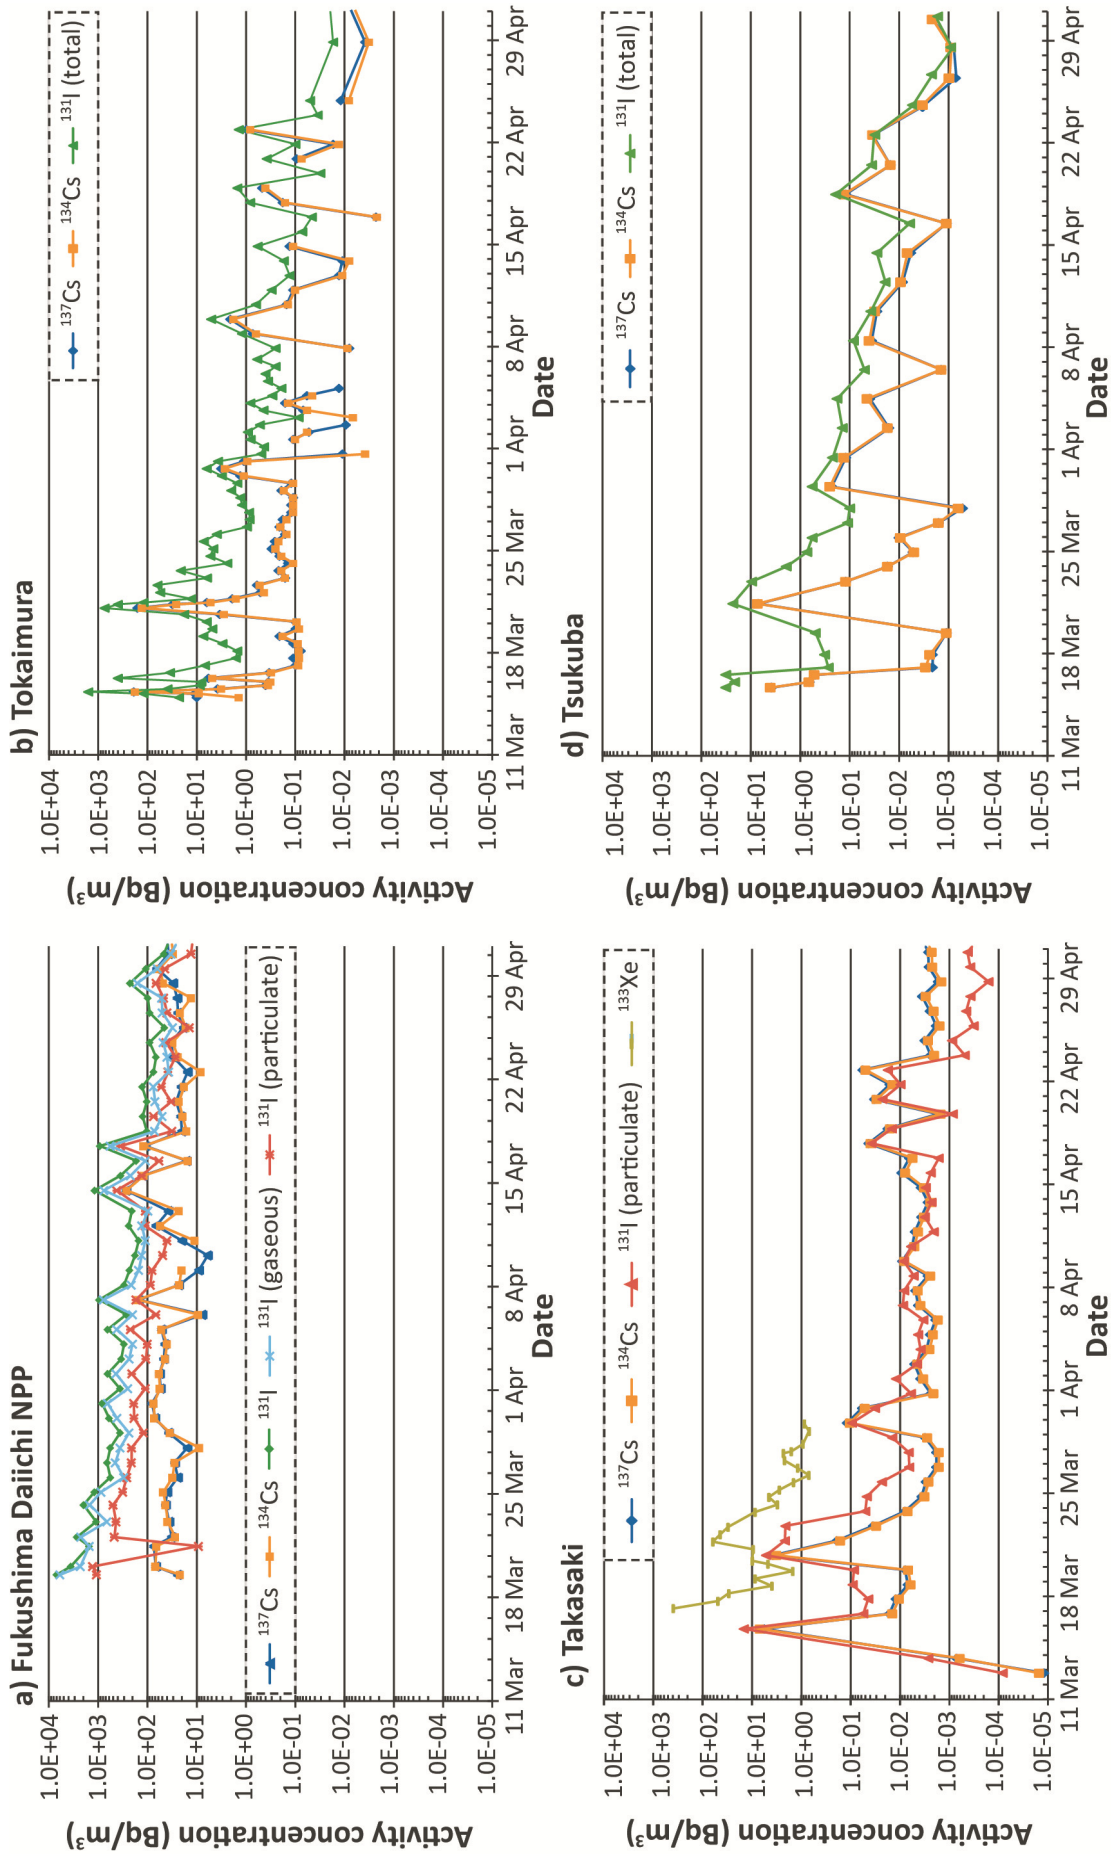 a) Fukushima Daiichi NPP
Activity concentration (Bq/m³)
1.0E+04
1.0E+03
1.0E+02
1.0E+01
1.0E+00
1.0E-01
1.0E-02
1.0E-03
1.0E-04
1.0E-05
¹³⁷Cs ¹³⁴Cs ¹³¹I ¹³¹I (gaseous) ¹³¹I (particulate)
11 Mar 18 Mar 25 Mar 1 Apr 8 Apr 15 Apr 22 Apr 29 Apr
Date
b) Tokaimura
Activity concentration (Bq/m³)
1.0E+04
1.0E+03
1.0E+02
1.0E+01
1.0E+00
1.0E-01
1.0E-02
1.0E-03
1.0E-04
1.0E-05
¹³⁷Cs ¹³⁴Cs ¹³¹I (total)
11 Mar 18 Mar 25 Mar 1 Apr 8 Apr 15 Apr 22 Apr 29 Apr
Date
c) Takasaki
Activity concentration (Bq/m³)
1.0E+04
1.0E+03
1.0E+02
1.0E+01
1.0E+00
1.0E-01
1.0E-02
1.0E-03
1.0E-04
1.0E-05
¹³⁷Cs ¹³⁴Cs ¹³¹I (particulate) ¹³³Xe
11 Mar 18 Mar 25 Mar 1 Apr 8 Apr 15 Apr 22 Apr 29 Apr
Date
d) Tsukuba
Activity concentration (Bq/m³)
1.0E+04
1.0E+03
1.0E+02
1.0E+01
1.0E+00
1.0E-01
1.0E-02
1.0E-03
1.0E-04
1.0E-05
¹³⁷Cs ¹³⁴Cs ¹³¹I (total)
11 Mar 18 Mar 25 Mar 1 Apr 8 Apr 15 Apr 22 Apr 29 Apr
Date